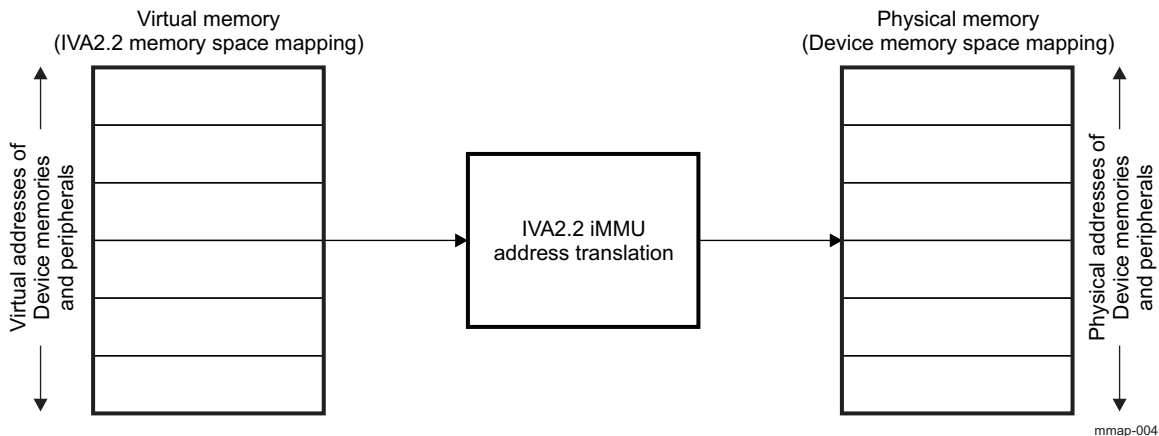 Virtual memory
(IVA2.2 memory space mapping)
Physical memory
(Device memory space mapping)
Virtual addresses of
Device memories
and peripherals
IVA2.2 iMMU
address translation
Physical addresses of
Device memories
and peripherals
mmap-004